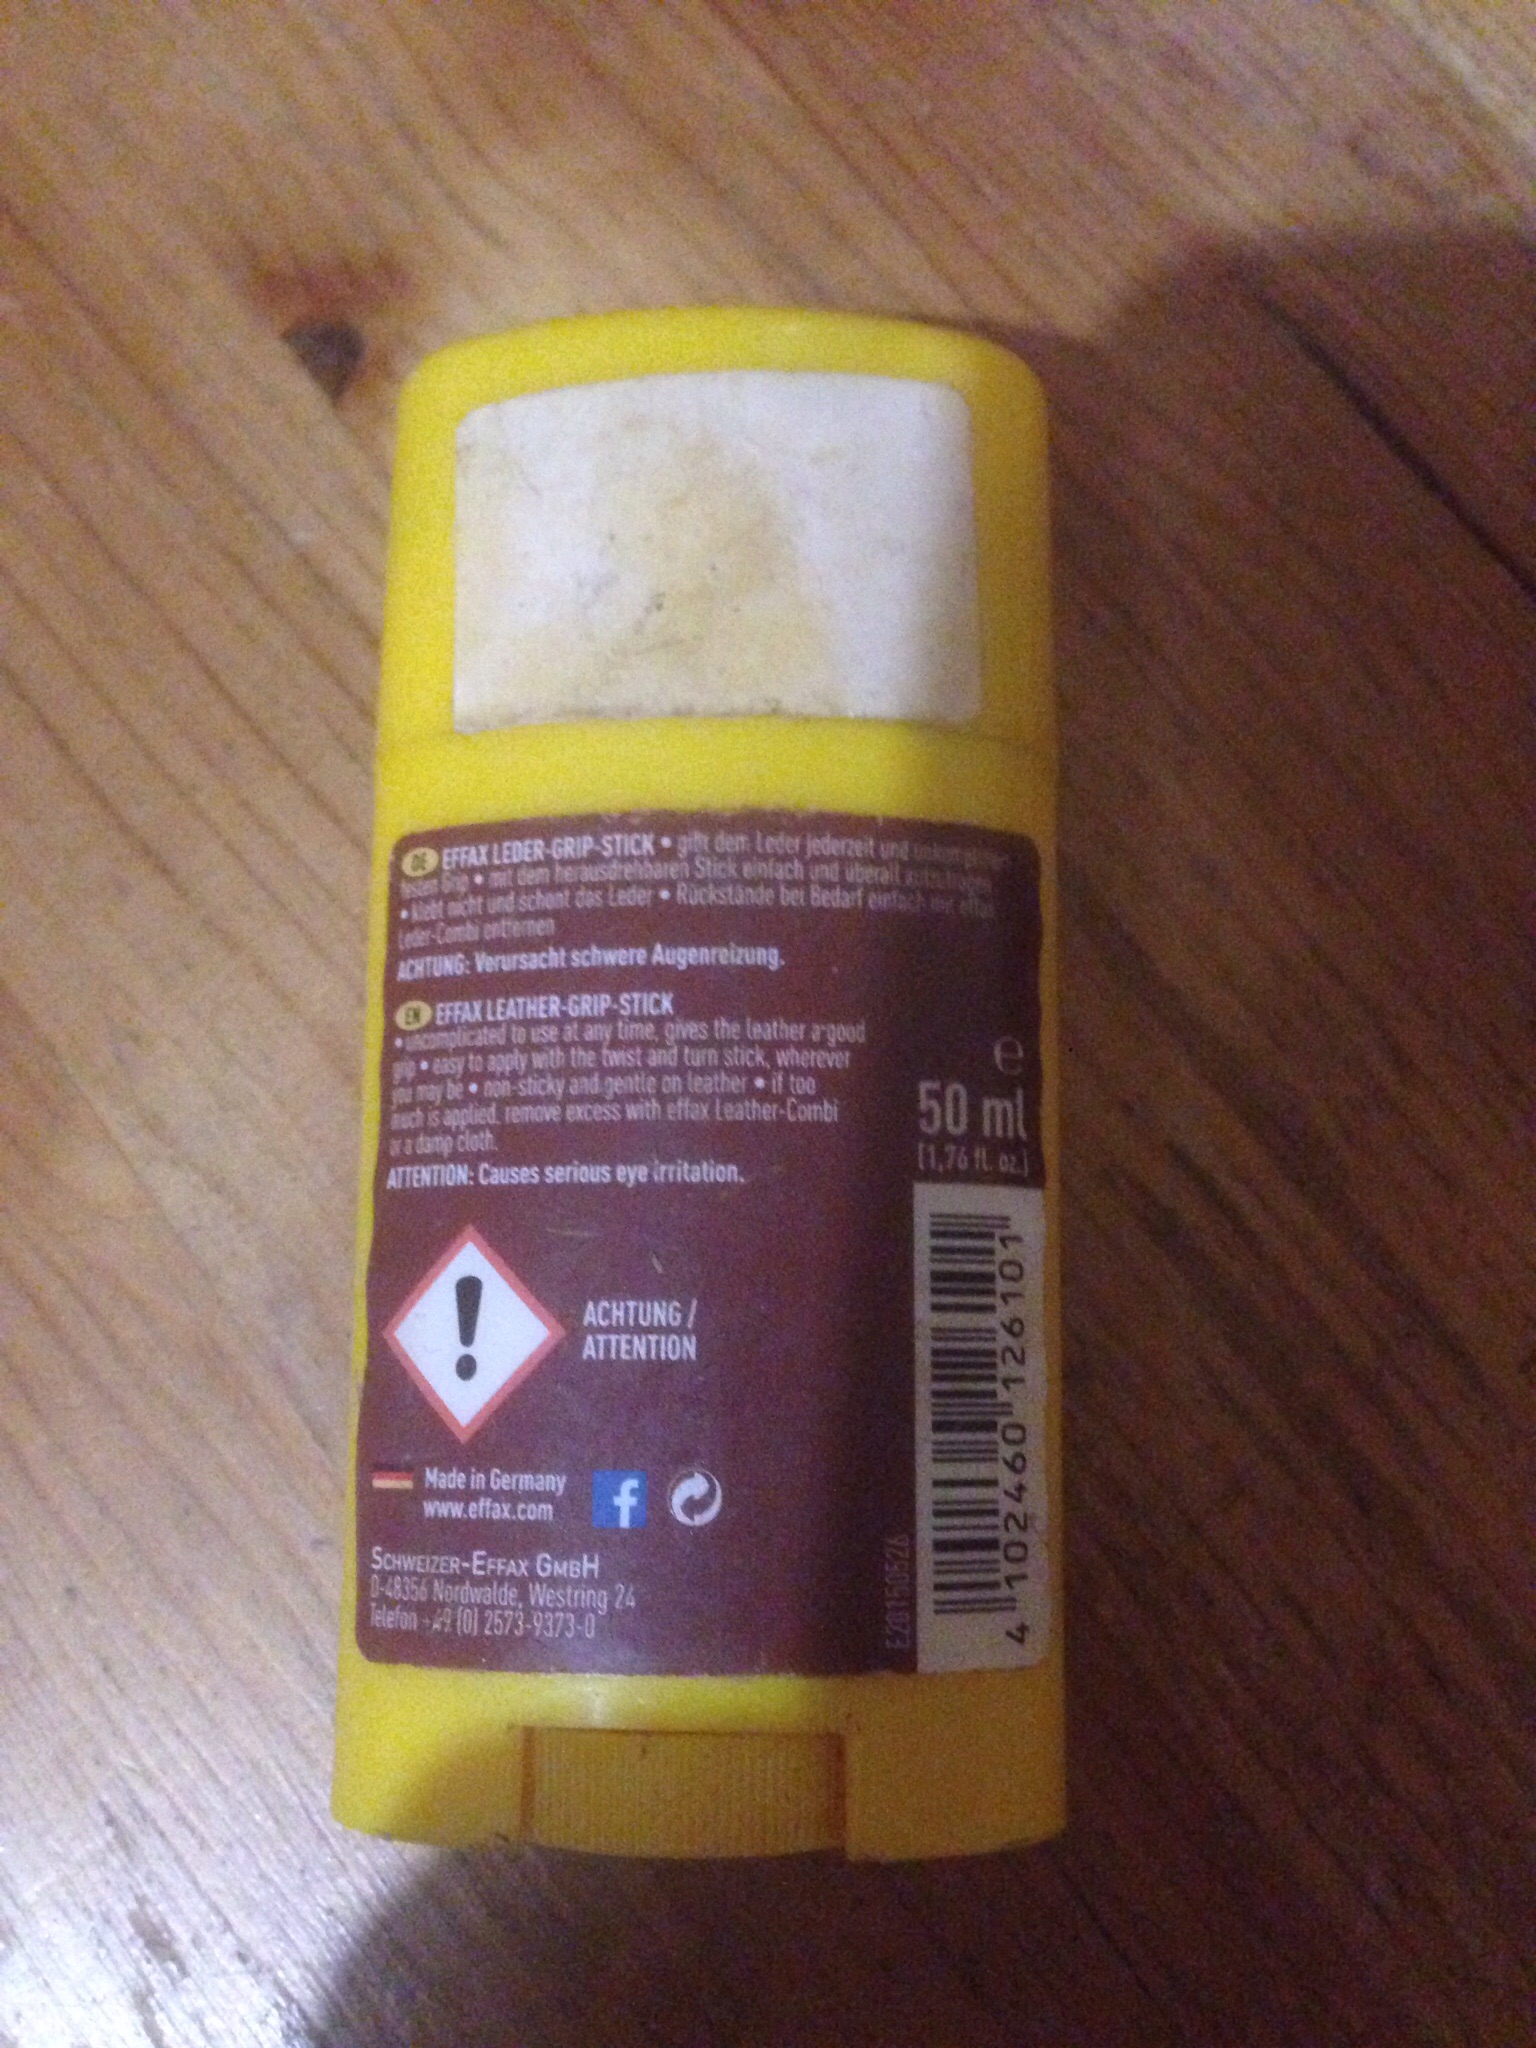 DE EFFAX LEDER-GRIP-STICK • gibt dem Leder jederzeit und
festen Grip • mit dem herausdrehbaren Stick einfach und überall
• klebt nicht und schont das Leder • Rückstände bei Bedarf einfach mit effax
Leder-Combi entfernen
ACHTUNG: Verursacht schwere Augenreizung.
EN EFFAX LEATHER-GRIP-STICK
• uncomplicated to use at any time, gives the leather a good
grip • easy to apply with the twist and turn stick, wherever
you may be • non-sticky and gentle on leather • if too
much is applied, remove excess with effax Leather-Combi
or a damp cloth.
ATTENTION: Causes serious eye irritation.
ACHTUNG /
ATTENTION
Made in Germany
www.effax.com
SCHWEIZER-EFFAX GMBH
D-48356 Nordwalde, Westring 24
Telefon +49 (0) 2573-9373-0
e
50 ml
(1,76 fl. oz.)
4 102460 126101
E20150526